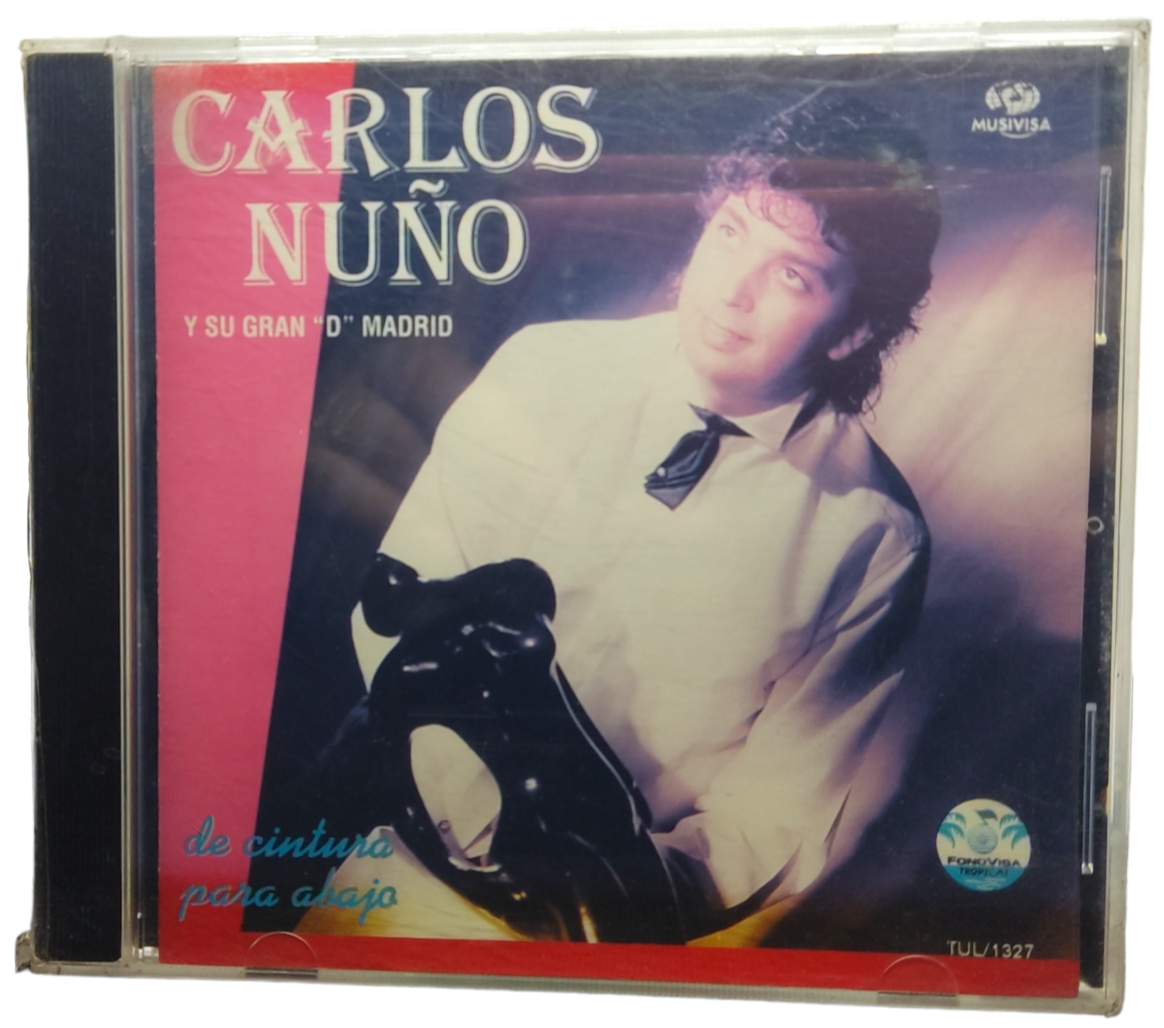 CARLOS
NUÑO
Y SU GRAN "D" MADRID
MUSIVISA
de cintura
para abajo
FONOVISA
TROPICAL
TUL/1327